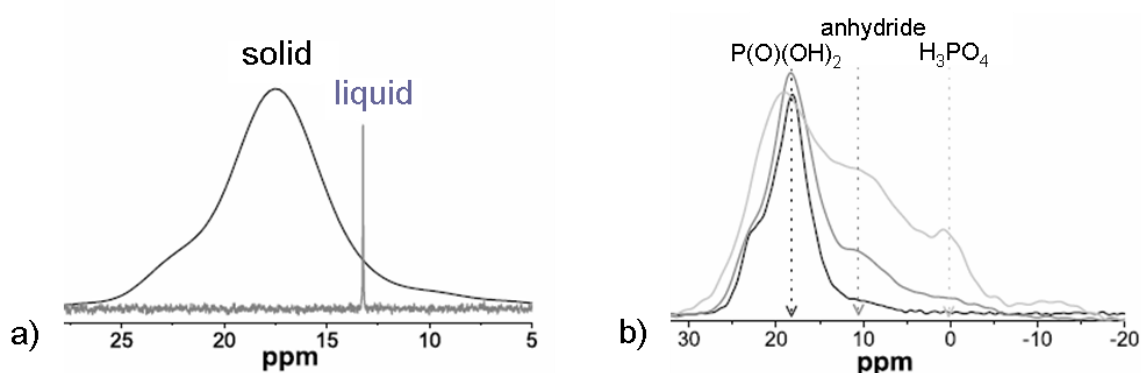 solid
liquid
25 20 15 10 5
ppm
a)
anhydride
P(O)(OH)₂ H₃PO₄
30 20 10 0 -10 -20
ppm
b)